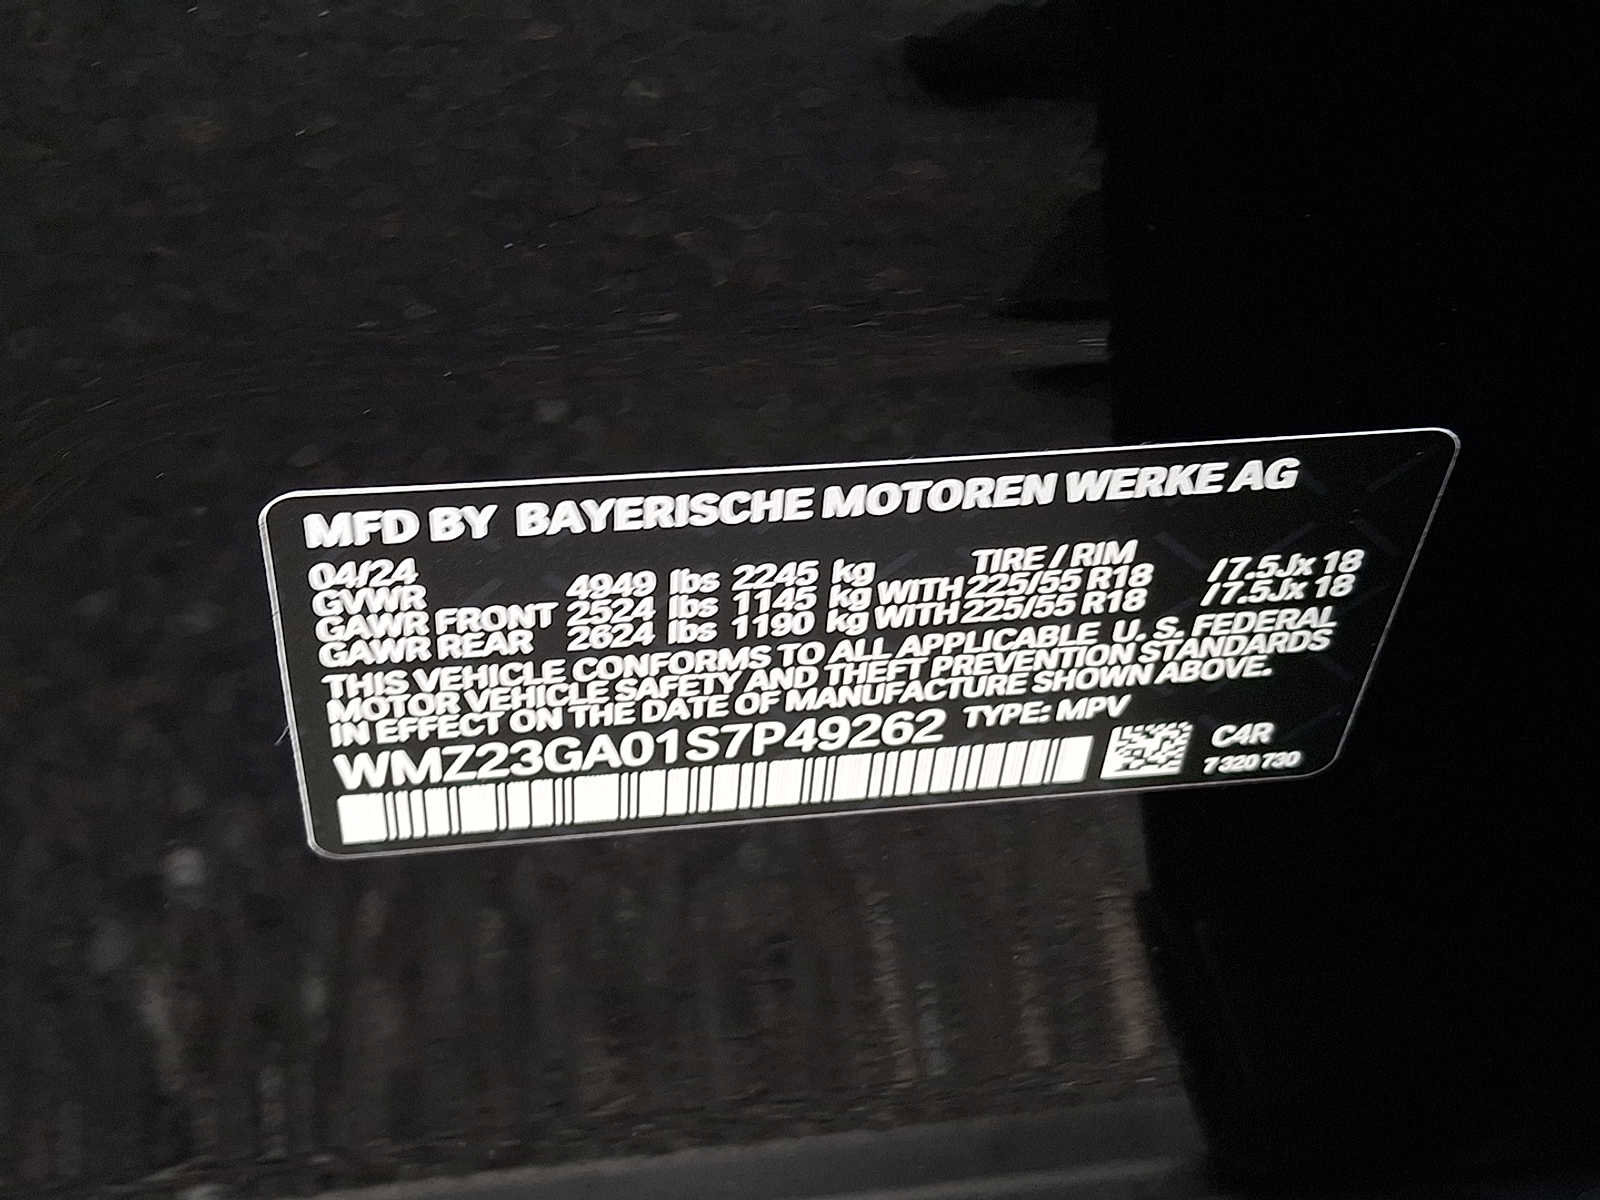 MFD BY BAYERISCHE MOTOREN WERKE AG
04/24 TIRE / RIM
GVWR 4949 lbs 2245 kg
GAWR FRONT 2524 lbs 1145 kg WITH 225/55 R18 / 7.5Jx 18
GAWR REAR 2624 lbs 1190 kg WITH 225/55 R18 / 7.5Jx 18
THIS VEHICLE CONFORMS TO ALL APPLICABLE U. S. FEDERAL
MOTOR VEHICLE SAFETY AND THEFT PREVENTION STANDARDS
IN EFFECT ON THE DATE OF MANUFACTURE SHOWN ABOVE.
WMZ23GA01S7P49262 TYPE: MPV
C4R
7 320 730